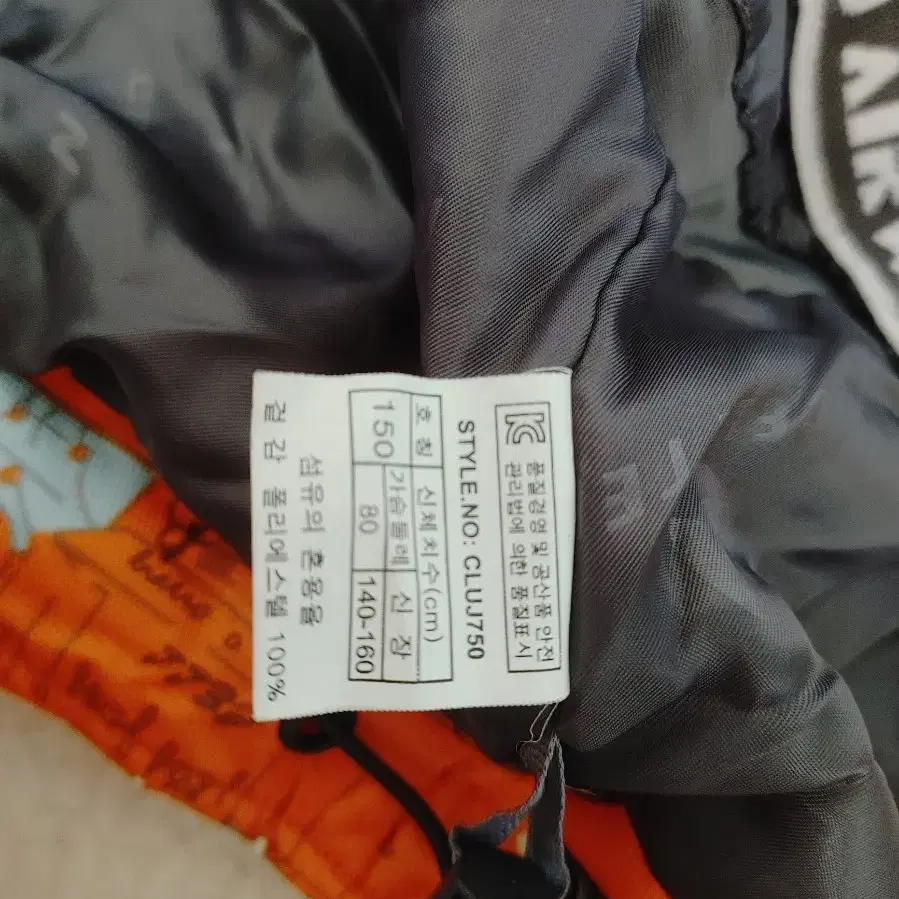 품질경영및공산품 안전
관리법에 의한 품질표시
STYLE.NO: CLUJ750
호 칭 신체치수(cm)
가슴둘레 신 장
150 80 140-160
섬유의 혼용율
겉 감 폴리에스텔 100%
AIRW